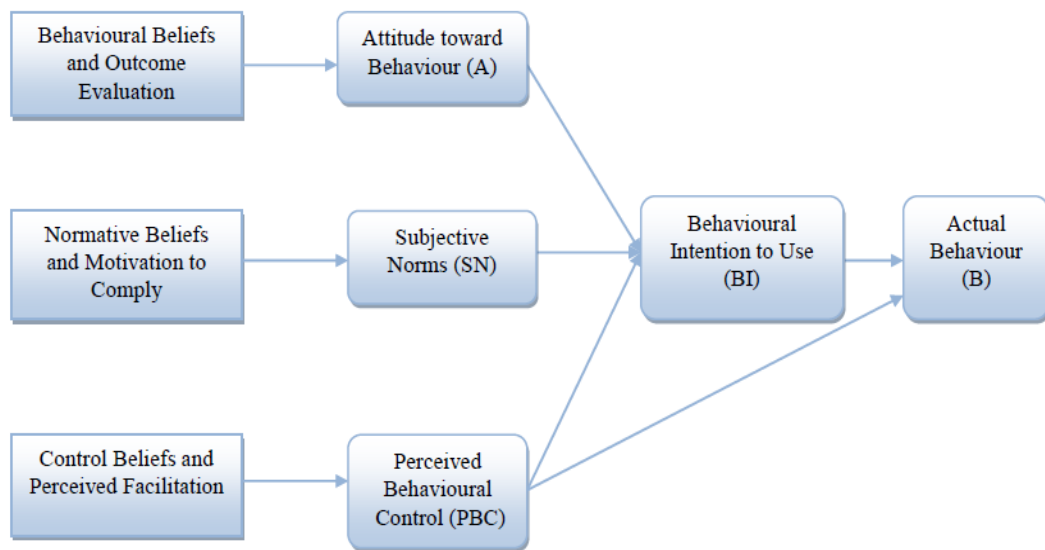 Behavioural Beliefs
and Outcome
Evaluation
Attitude toward
Behaviour (A)
Normative Beliefs
and Motivation to
Comply
Subjective
Norms (SN)
Behavioural
Intention to Use
(BI)
Actual
Behaviour
(B)
Control Beliefs and
Perceived Facilitation
Perceived
Behavioural
Control (PBC)